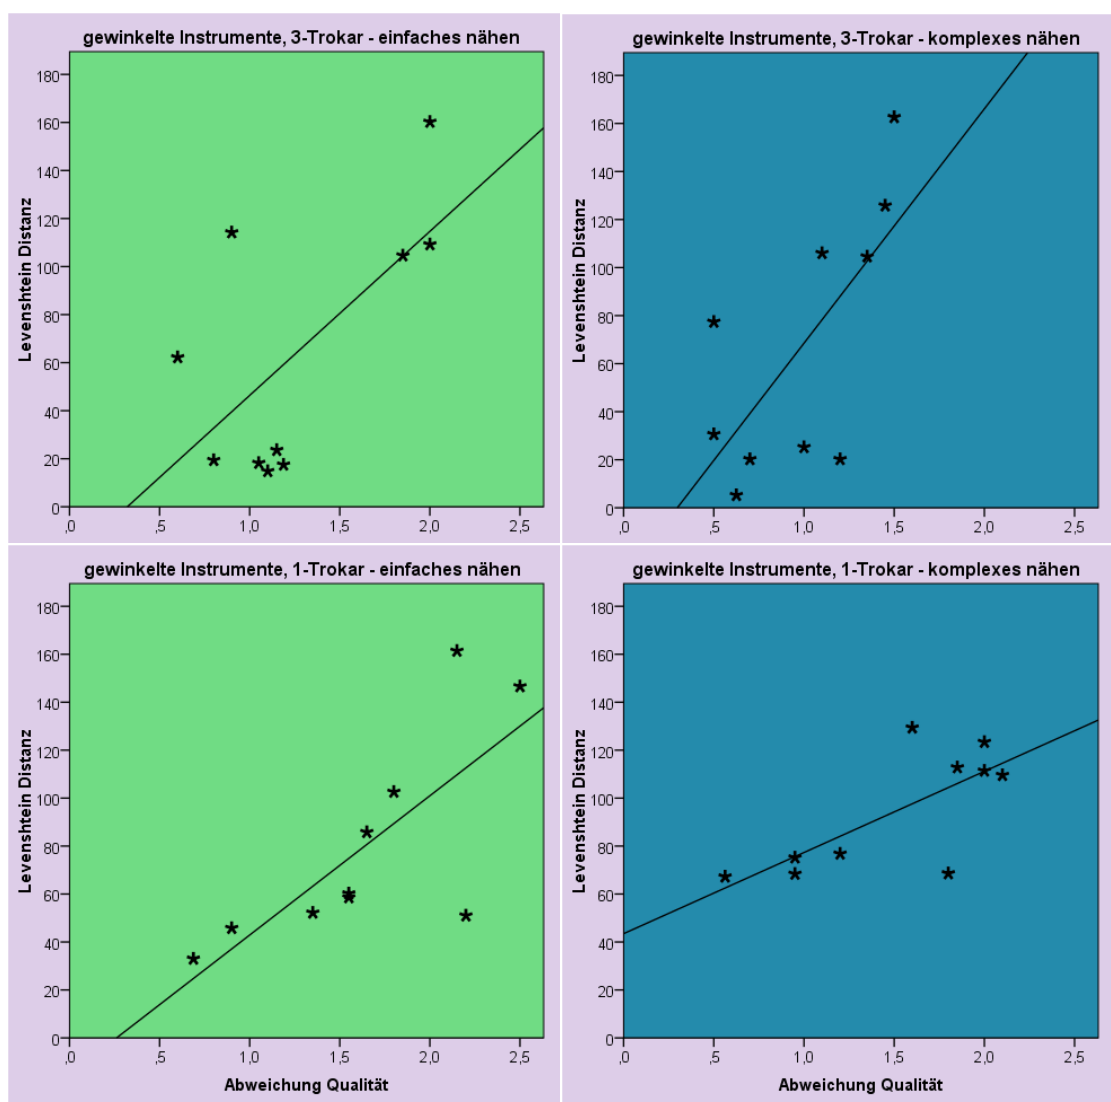 gewinkelte Instrumente, 3-Trokar - einfaches nähen
Levenshtein Distanz
180
160
140
120
100
80
60
40
20
0
,0 ,5 1,0 1,5 2,0 2,5
gewinkelte Instrumente, 3-Trokar - komplexes nähen
Levenshtein Distanz
180
160
140
120
100
80
60
40
20
0
,0 ,5 1,0 1,5 2,0 2,5
gewinkelte Instrumente, 1-Trokar - einfaches nähen
Levenshtein Distanz
180
160
140
120
100
80
60
40
20
0
,0 ,5 1,0 1,5 2,0 2,5
Abweichung Qualität
gewinkelte Instrumente, 1-Trokar - komplexes nähen
Levenshtein Distanz
180
160
140
120
100
80
60
40
20
0
,0 ,5 1,0 1,5 2,0 2,5
Abweichung Qualität